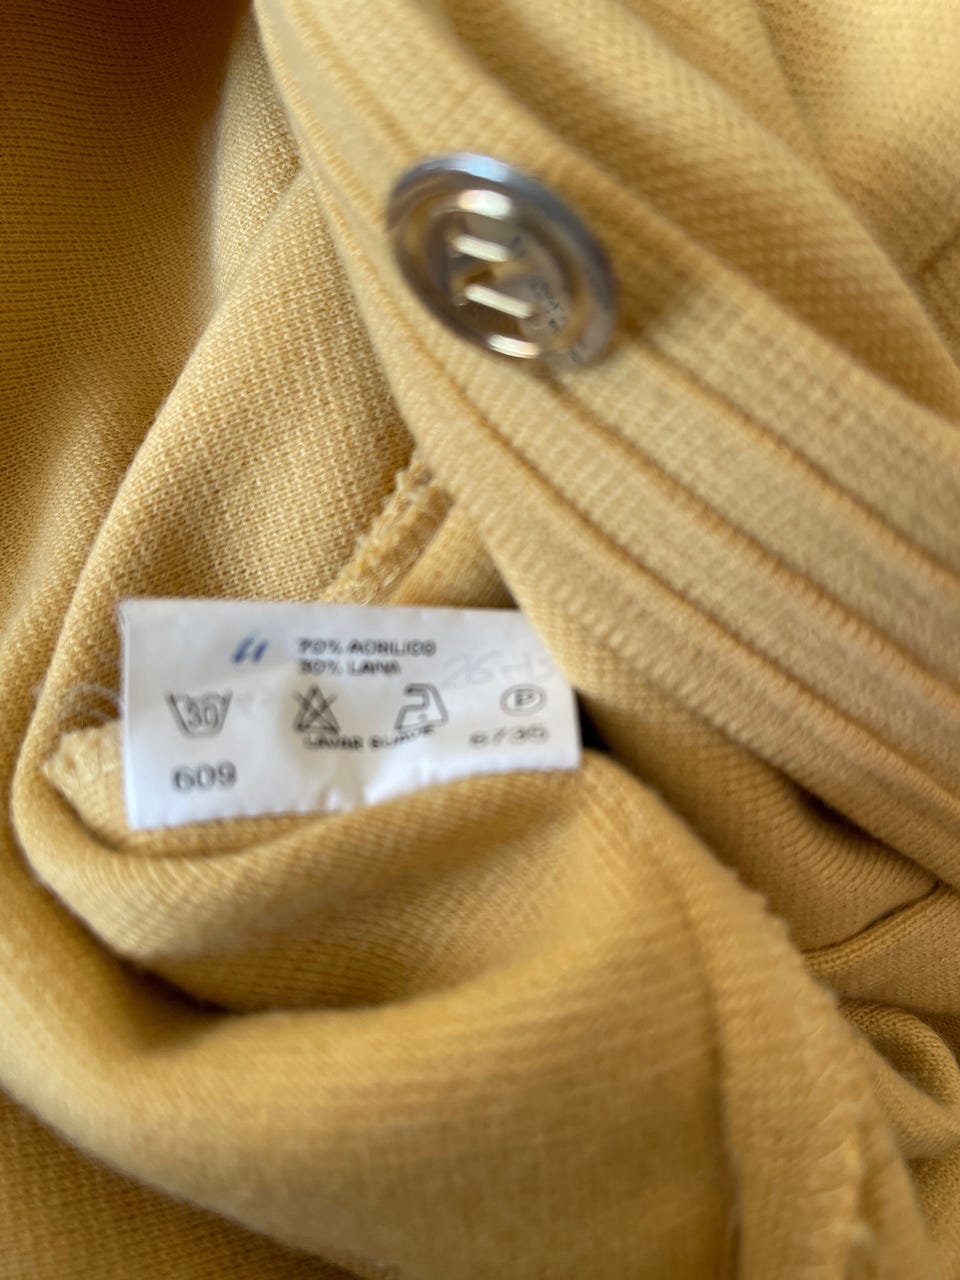 70% ACRILICO
30% LANA
30
P
LAVAR SUAVE
609